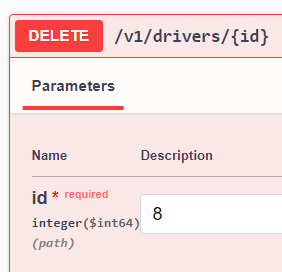 DELETE /v1/drivers/{id}
Parameters
Name Description
id * required
integer($int64) 8
(path)